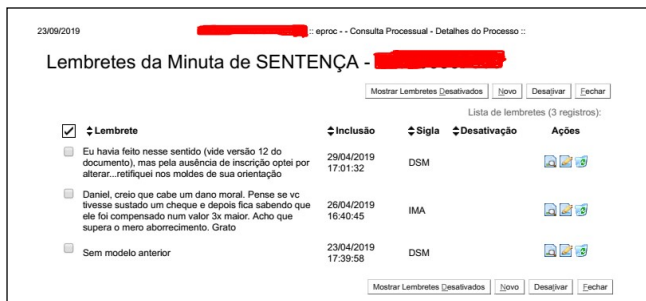 23/09/2019
:: eproc - - Consulta Processual - Detalhes do Processo ::
Lembretes da Minuta de SENTENÇA -
Mostrar Lembretes Desativados Novo Desativar Fechar
Lista de lembretes (3 registros):
Lembrete Inclusão Sigla Desativação Ações
Eu havia feito nesse sentido (vide versão 12 do
documento), mas pela ausência de inscrição optei por
alterar...retifiquei nos moldes de sua orientação
29/04/2019
17:01:32
DSM
Daniel, creio que cabe um dano moral. Pense se vc
tivesse sustado um cheque e depois fica sabendo que
ele foi compensado num valor 3x maior. Acho que
supera o mero aborrecimento. Grato
26/04/2019
16:40:45
IMA
Sem modelo anterior
23/04/2019
17:39:58
DSM
Mostrar Lembretes Desativados Novo Desativar Fechar